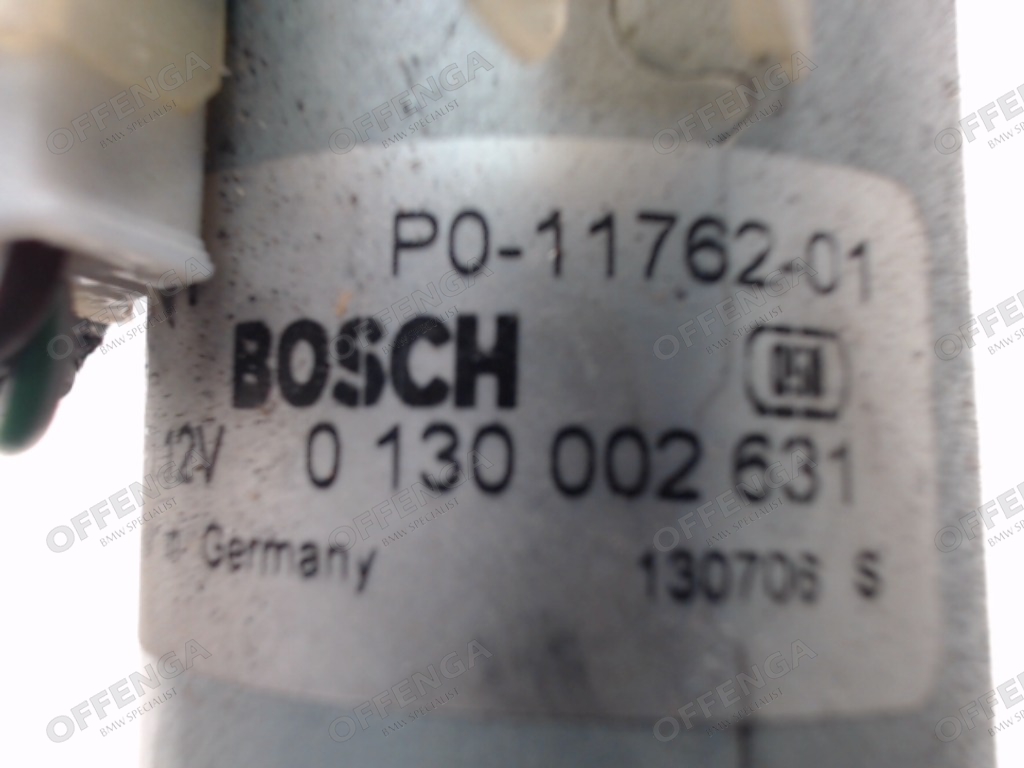 P0-11762-01
BOSCH
12V 0 130 002 631
Germany 130706 S
OFFENGA
BMW SPECIALIST